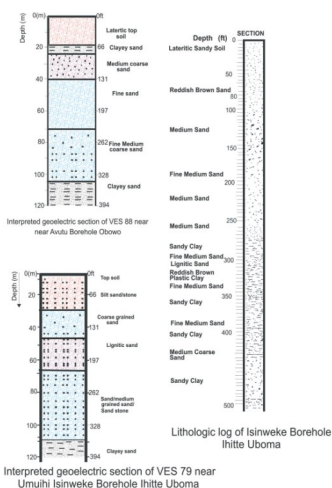 Depth (m)
0(m)
0ft
Latertic top
soil
20
66
Clayey sand
Medium coarse
sand
40
131
Fine sand
60
197
80
262
Fine Medium
coarse sand
100
328
Clayey sand
120
394
Interpreted geoelectric section of VES 88 near
near Avutu Borehole Obowo
Depth (m)
0(m)
0ft
Top soil
20
66
Silt sand/stone
Coarse grained
sand
40
131
Lignitic sand
60
197
80
262
Sand/medium
grained sand/
Sand stone
100
328
120
394
Clayey sand
Interpreted geoelectric section of VES 79 near
Umuihi Isinweke Borehole Ihitte Uboma
Depth (ft)
SECTION
0
Lateritic Sandy Soil
50
Reddish Brown Sand
80
100
Medium Sand
150
Fine Medium Sand
200
Medium Sand
Medium Sand
250
Sandy Clay
Fine Medium Sand
300
Lignitic Sand
Reddish Brown
Plastic Clay
Fine Medium Sand
350
Sandy Clay
Fine Medium Sand
Sandy Clay
400
Medium Coarse
Sand
Sandy Clay
500
Lithologic log of Isinweke Borehole
Ihitte Uboma